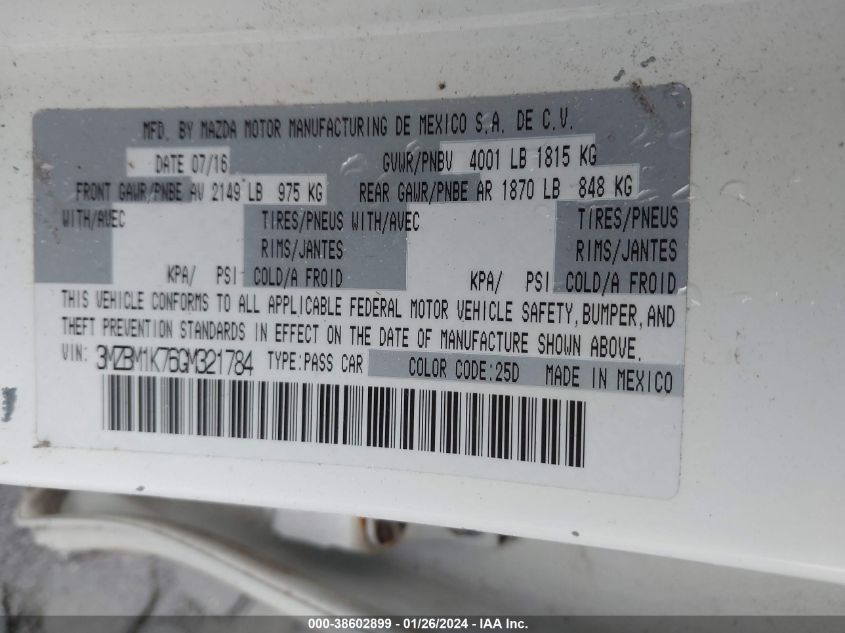 MFD. BY MAZDA MOTOR MANUFACTURING DE MEXICO S.A. DE C.V.
DATE 07/16 GVWR/PNBV 4001 LB 1815 KG
FRONT GAWR/PNBE AV 2149 LB 975 KG REAR GAWR/PNBE AR 1870 LB 848 KG
WITH/AVEC TIRES/PNEUS WITH/AVEC TIRES/PNEUS
RIMS/JANTES RIMS/JANTES
KPA/ PSI COLD/A FROID KPA/ PSI COLD/A FROID
THIS VEHICLE CONFORMS TO ALL APPLICABLE FEDERAL MOTOR VEHICLE SAFETY, BUMPER, AND
THEFT PREVENTION STANDARDS IN EFFECT ON THE DATE OF MANUFACTURE SHOWN ABOVE.
VIN: 3MZBM1K76GM321784 TYPE:PASS CAR COLOR CODE:25D MADE IN MEXICO
000-38602899 / 01/26/2024 - IAA Inc.